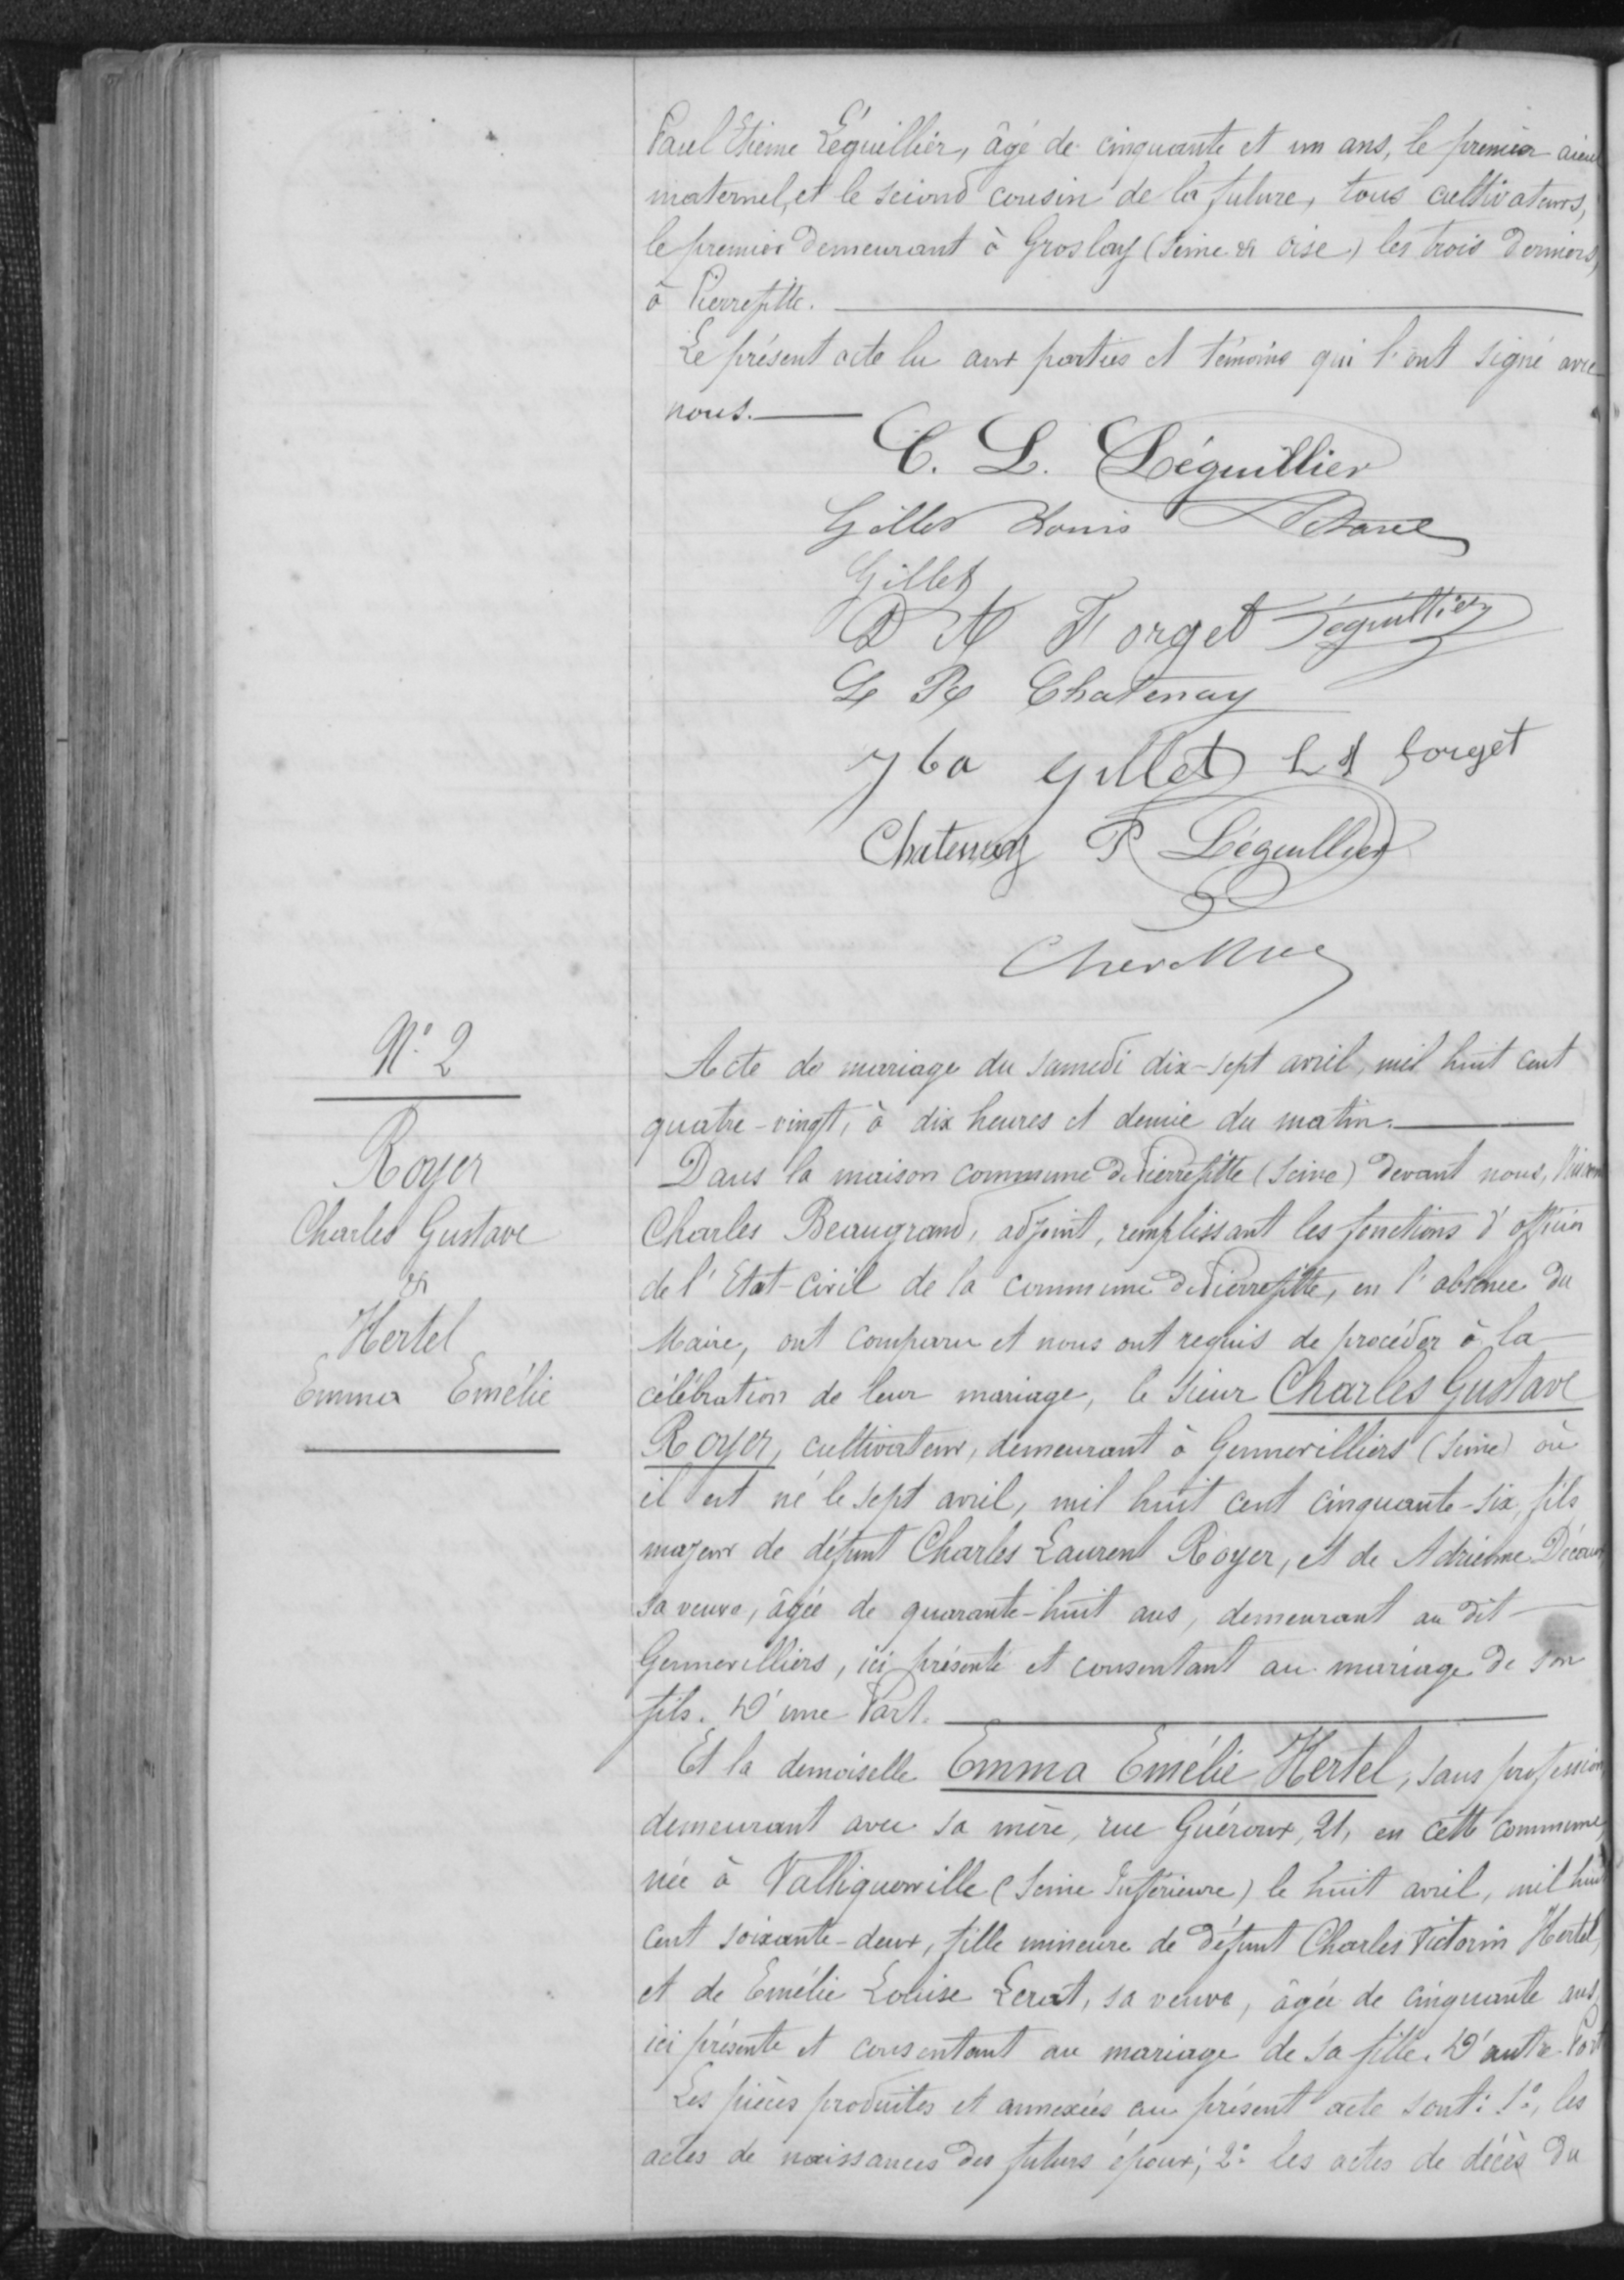 Paul Etienne Léguillier, âgé de cinquante et un ans, le premier aieul
maternel, et le second cousin de la future, tous cultivateurs,
le premier demeurant à Groslay (Seine & oise) les trois derniers,
à Pierrefitte.
Le présent acte lu aux parties et témoins qui l'ont signé avec
nous.
C. L. Léguillier
Gillet Louis
Gillet
D A Forget Léguillier
Chatenay
gillet forget
Chatenay P Léguillier
N° 2
Royer
Charles Gustave
&
Hertel
Emma Emélie
Acte de mariage du samedi dix-sept avril, mil huit cent
quatre-vingt, à dix heures et demie du matin.
Dans la maison commune de Pierrefitte (Seine) devant nous,
Charles Beaugrand, adjoint, remplissant les fonctions d'officier
de l'Etat-civil de la commune de Pierrefitte, en l'absence du
Maire, ont comparu et nous ont requis de procéder à la
célébration de leur mariage, le sieur Charles Gustave
Royer, cultivateur, demeurant à Gennevilliers (Seine) où
il est né le sept avril, mil huit cent cinquante-six, fils
majeur de défunt Charles Laurent Royer, et de Adrienne
sa veuve, âgée de quarante-huit ans, demeurant au dit
Gennevilliers, ici présente et consentant au mariage de son
fils. D'une Part.
Et la demoiselle Emma Emélie Hertel, sans profession
demeurant avec sa mère, rue Guéroux, 21, en cette commune,
née à Valliquerville (Seine Inférieure) le huit avril, mil huit
cent soixante-deux, fille mineure de défunt Charles Victorin Hertel,
et de Emélie Louise Lerat, sa veuve, âgée de cinquante ans,
ici présente et consentant au mariage de sa fille. D'autre Part
Les pièces produites et annexées au présent acte sont: 1°, les
actes de naissances des futurs époux; 2° les actes de décès du